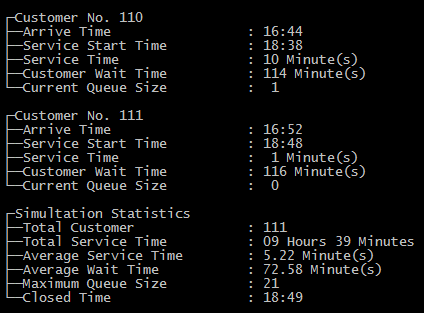 Customer No. 110
Arrive Time : 16:44
Service Start Time : 18:38
Service Time : 10 Minute(s)
Customer Wait Time : 114 Minute(s)
Current Queue Size : 1
Customer No. 111
Arrive Time : 16:52
Service Start Time : 18:48
Service Time : 1 Minute(s)
Customer Wait Time : 116 Minute(s)
Current Queue Size : 0
Simultation Statistics
Total Customer : 111
Total Service Time : 09 Hours 39 Minutes
Average Service Time : 5.22 Minute(s)
Average Wait Time : 72.58 Minute(s)
Maximum Queue Size : 21
Closed Time : 18:49